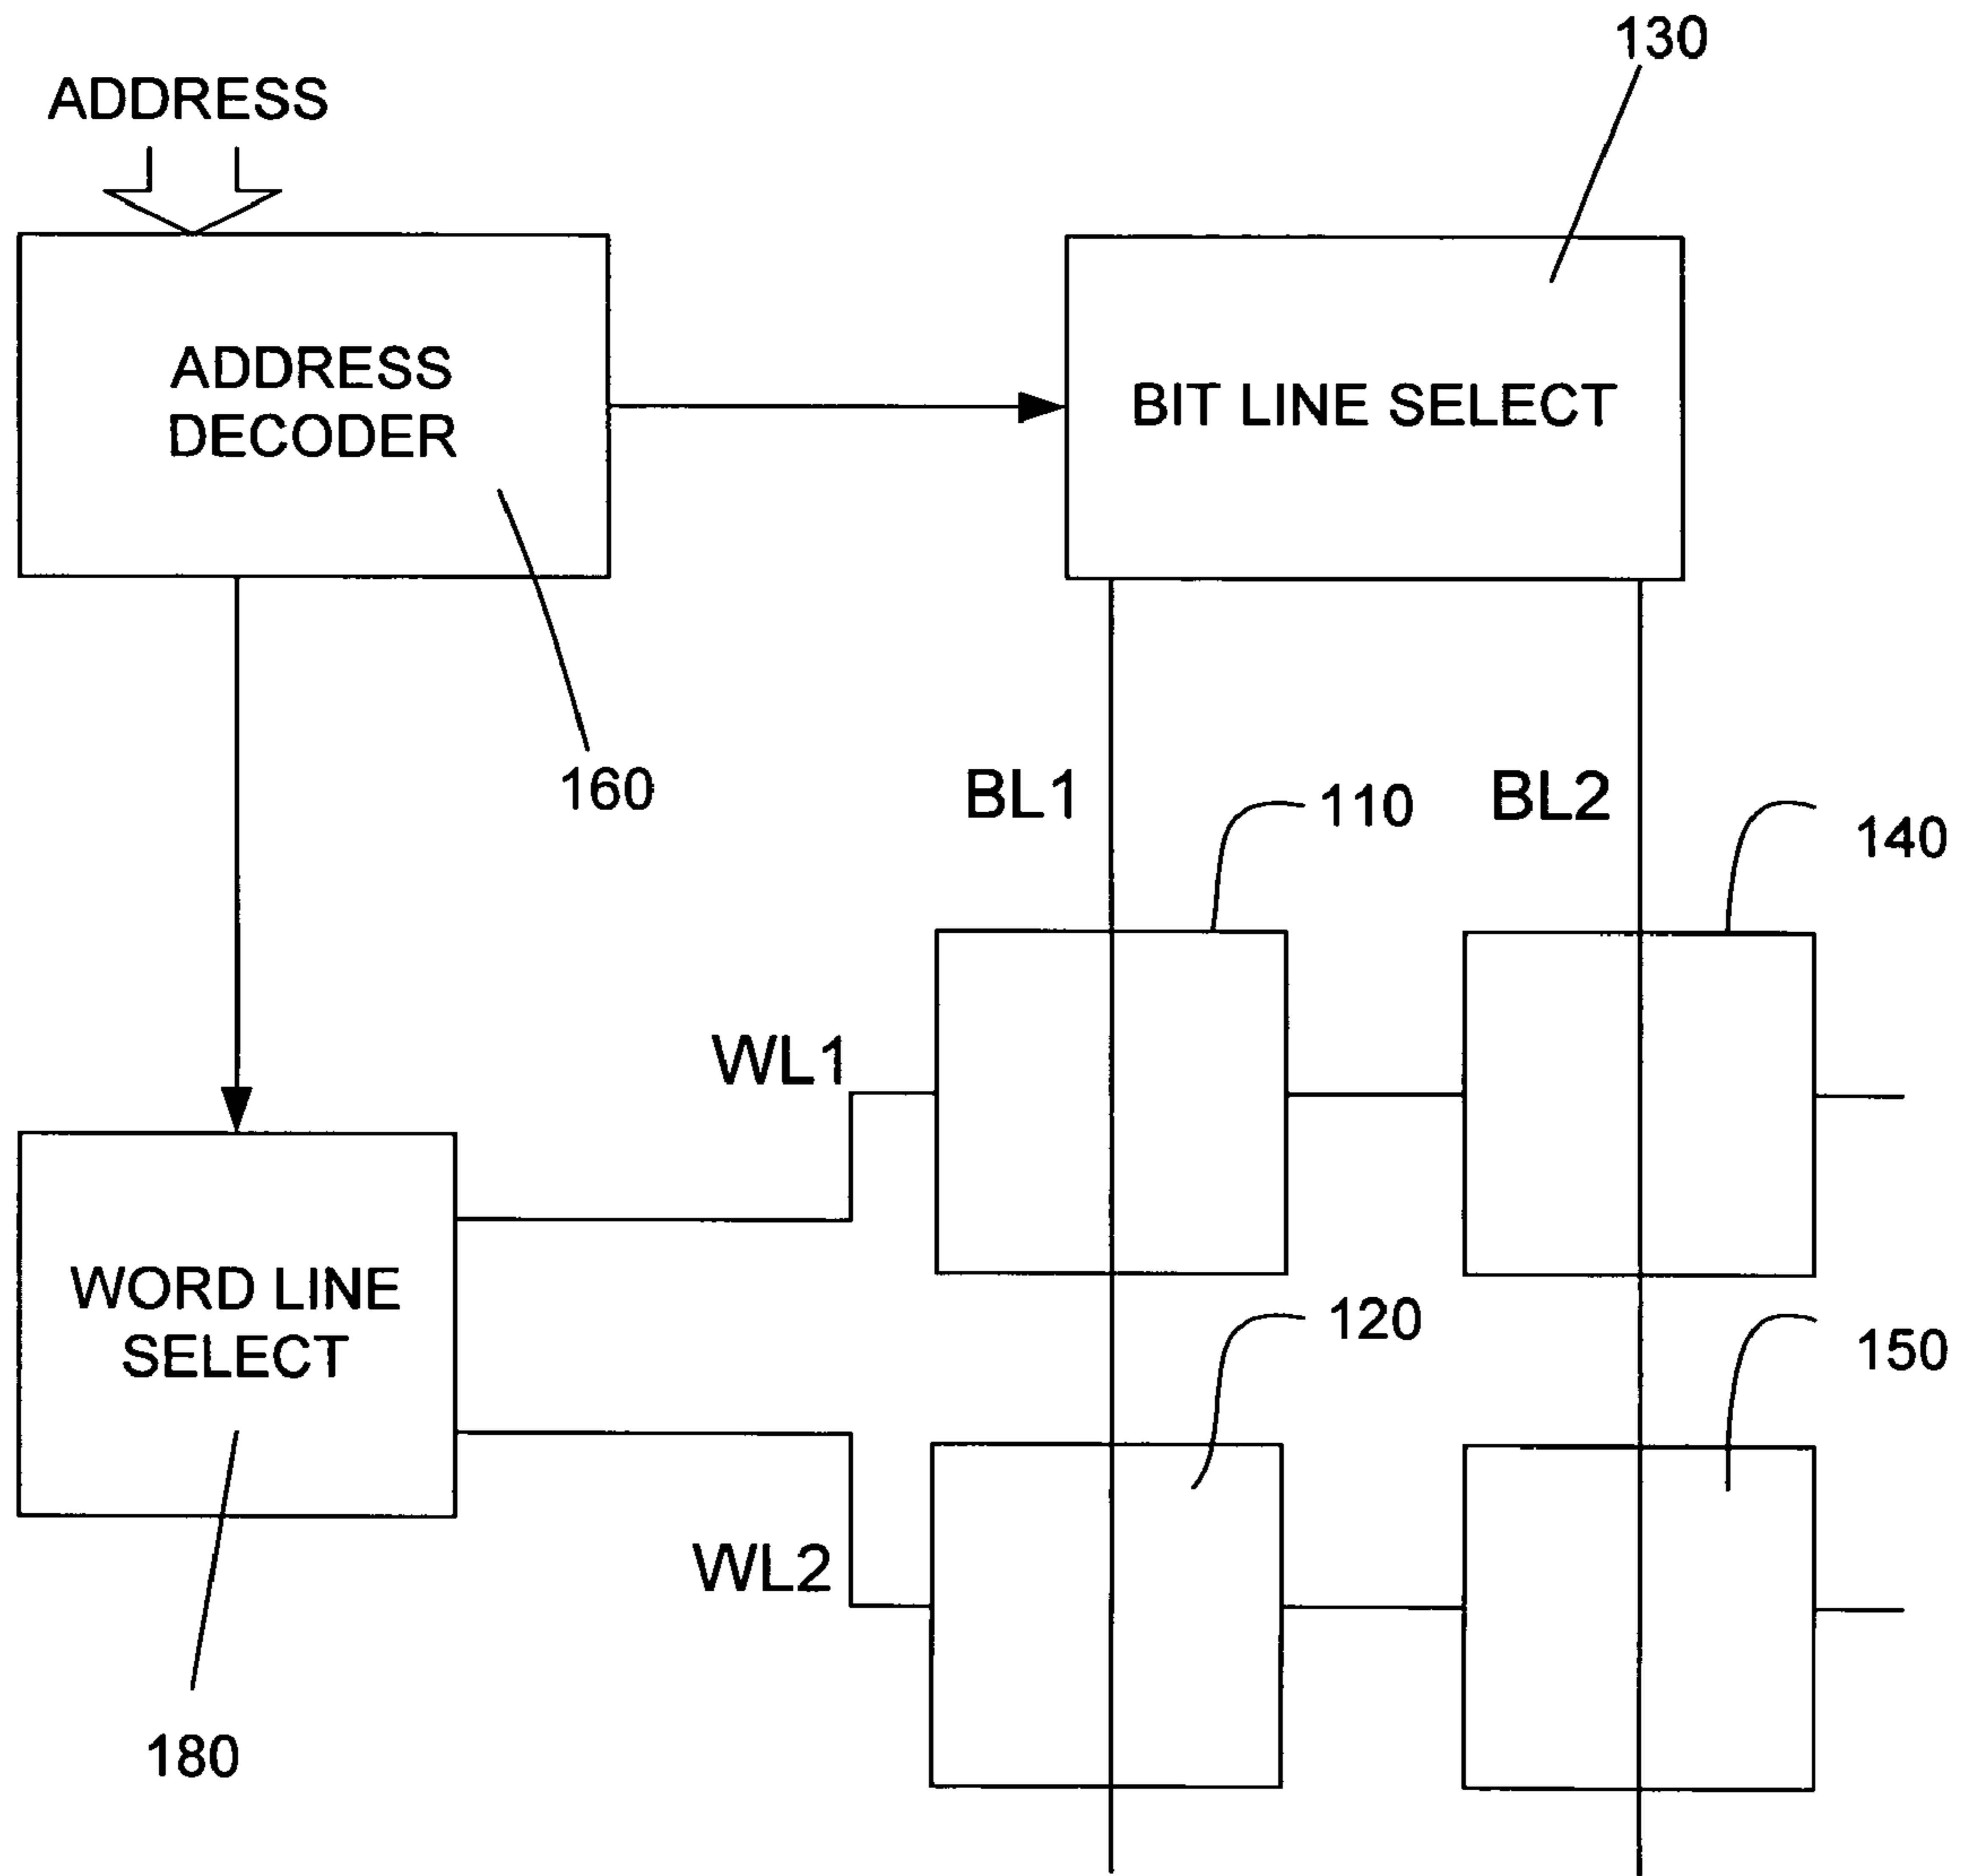 130
ADDRESS
ADDRESS
DECODER
BIT LINE SELECT
160
BL1
110
BL2
140
WL1
WORD LINE
SELECT
120
150
WL2
180